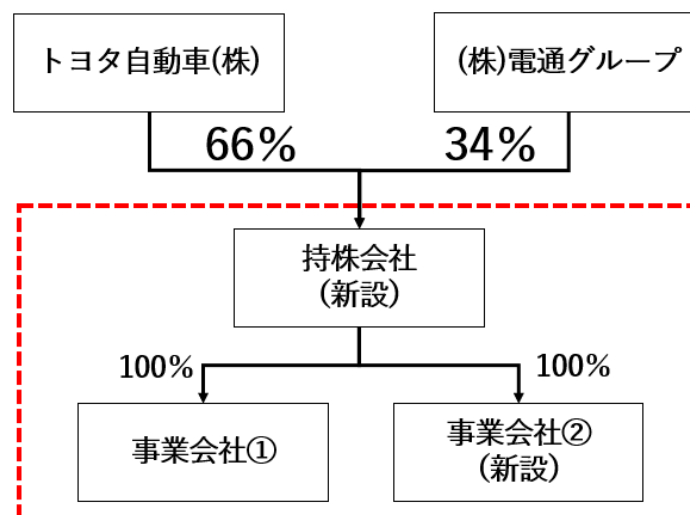 トヨタ自動車(株)
(株)電通グループ
66%
34%
持株会社
(新設)
100%
100%
事業会社①
事業会社②
(新設)